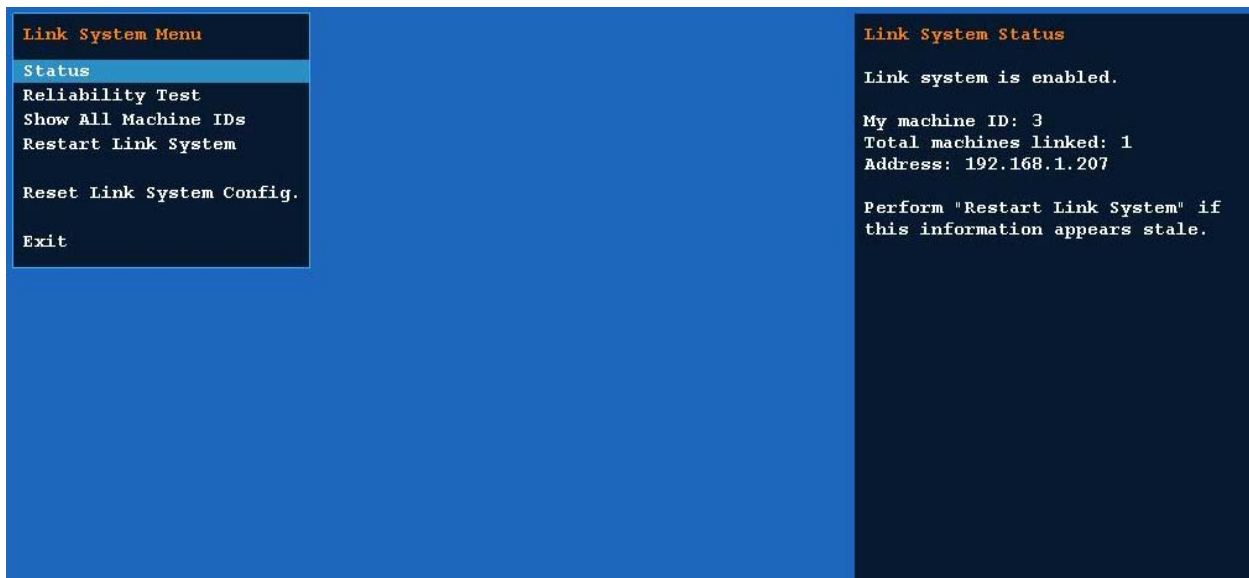 Link System Menu
Status
Reliability Test
Show All Machine IDs
Restart Link System
Reset Link System Config.
Exit
Link System Status
Link system is enabled.
My machine ID: 3
Total machines linked: 1
Address: 192.168.1.207
Perform "Restart Link System" if
this information appears stale.